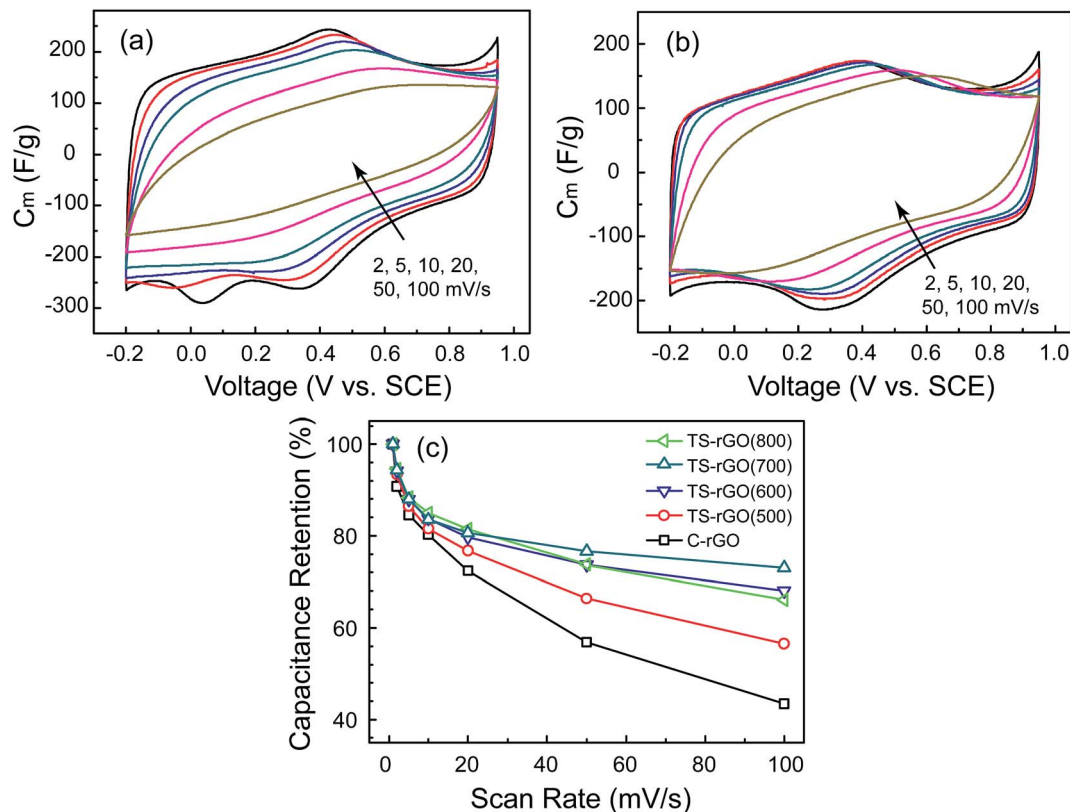 (a)
Cm (F/g)
200
100
0
-100
-200
-300
2, 5, 10, 20,
50, 100 mV/s
-0.2 0.0 0.2 0.4 0.6 0.8 1.0
Voltage (V vs. SCE)
(b)
Cm (F/g)
200
100
0
-100
-200
2, 5, 10, 20,
50, 100 mV/s
-0.2 0.0 0.2 0.4 0.6 0.8 1.0
Voltage (V vs. SCE)
(c)
Capacitance Retention (%)
100
80
60
40
TS-rGO(800)
TS-rGO(700)
TS-rGO(600)
TS-rGO(500)
C-rGO
0 20 40 60 80 100
Scan Rate (mV/s)